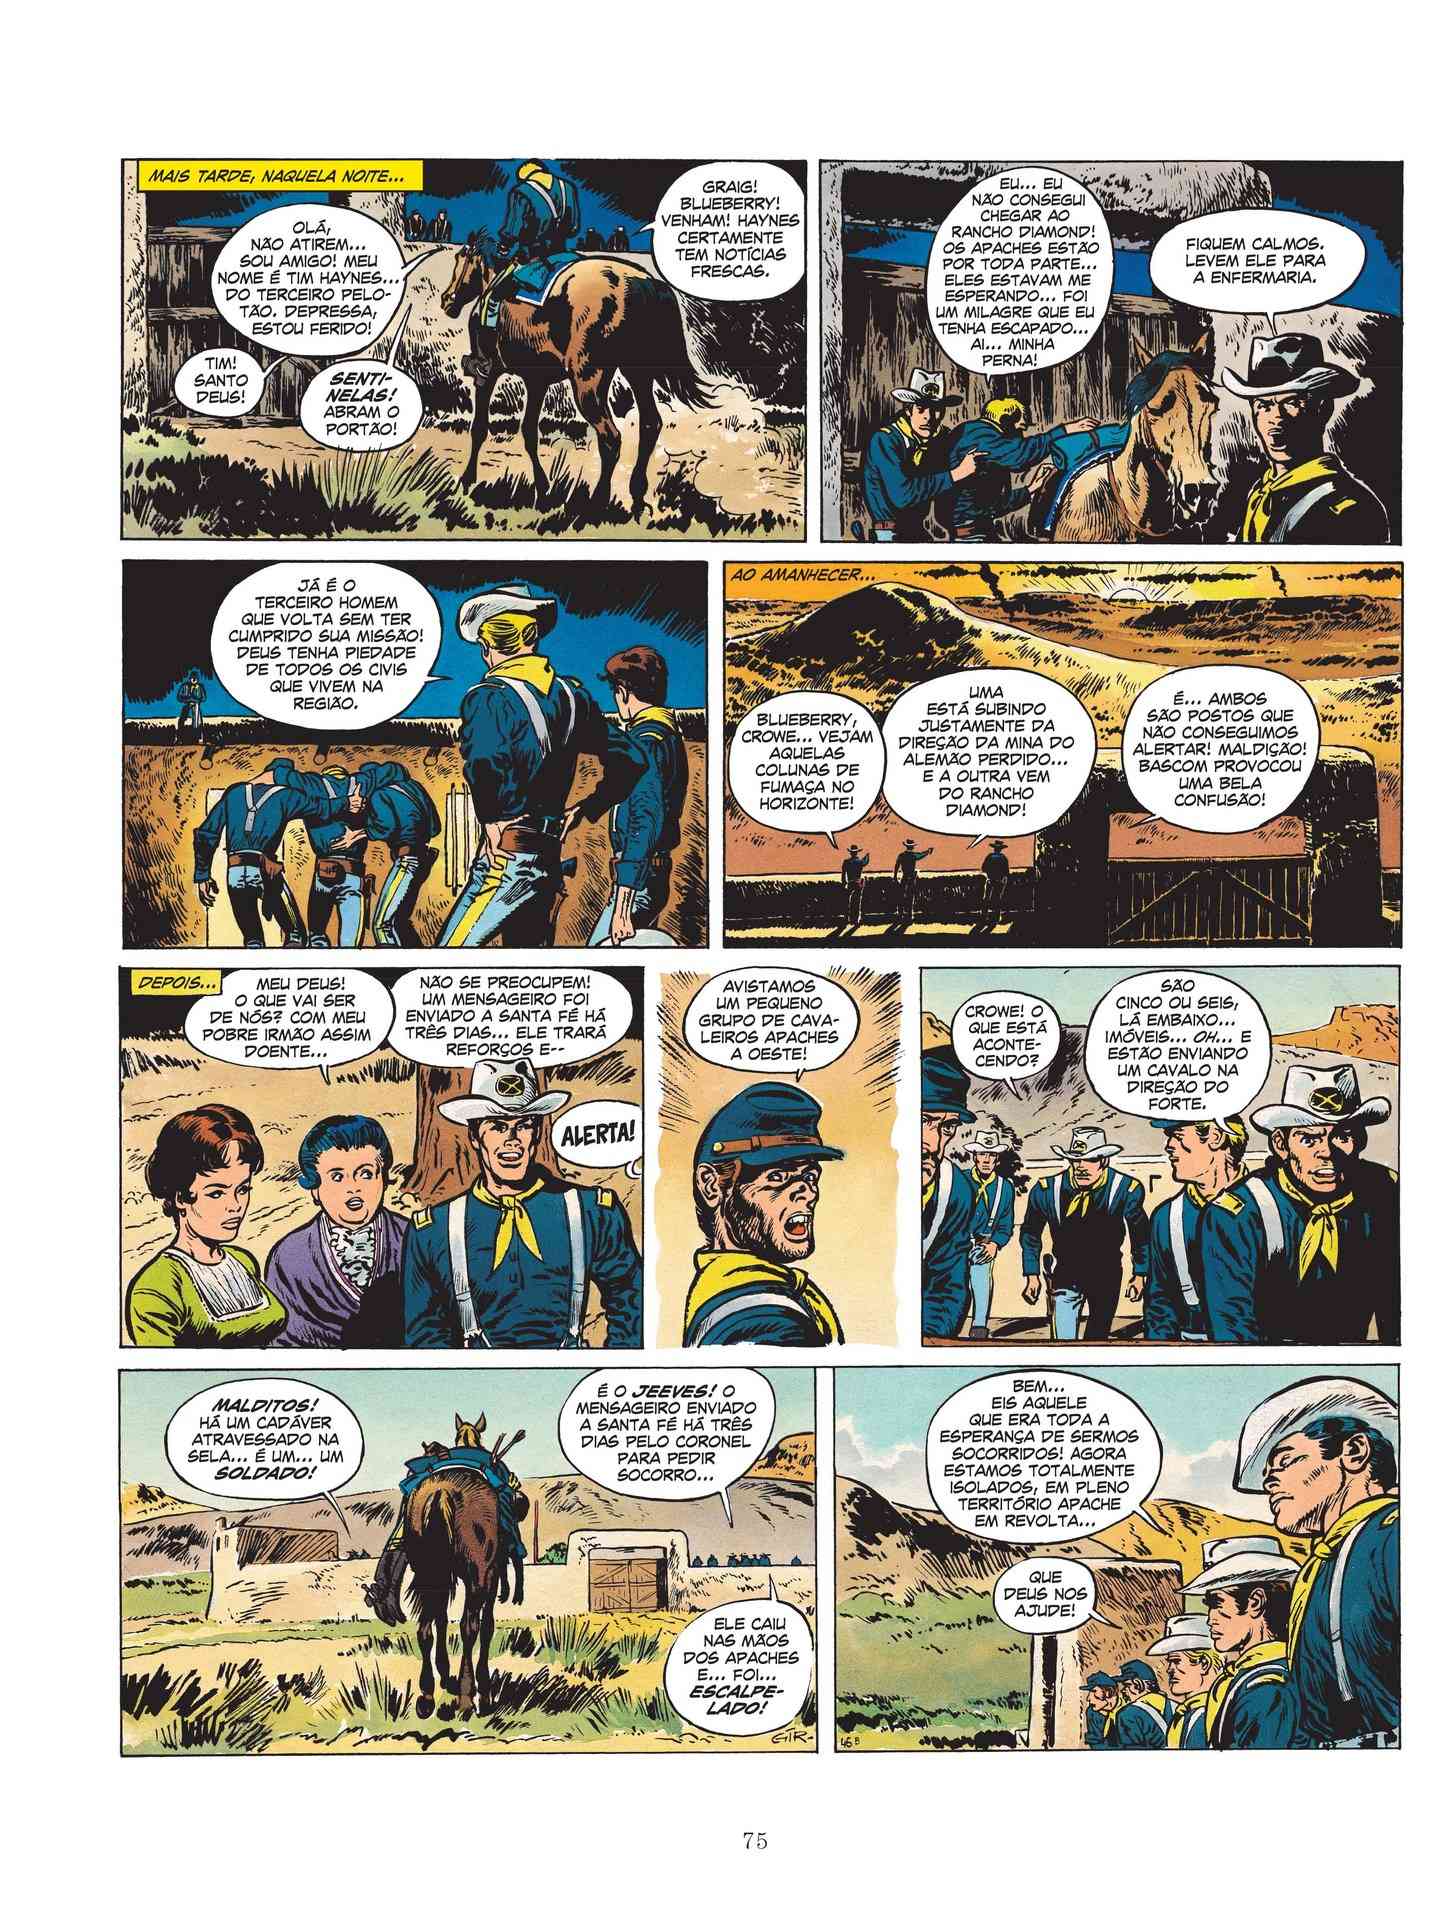 MAIS TARDE, NAQUELA NOITE...
OLÁ,
NÃO ATIREM...
SOU AMIGO! MEU
NOME É TIM HAYNES...
DO TERCEIRO PELO-
TÃO. DEPRESSA,
ESTOU FERIDO!
TIM!
SANTO
DEUS!
SENTI-
NELAS!
ABRAM O
PORTÃO!
GRAIG!
BLUEBERRY!
VENHAM! HAYNES
CERTAMENTE
TEM NOTÍCIAS
FRESCAS.
EU... EU
NÃO CONSEGUI
CHEGAR AO
RANCHO DIAMOND!
OS APACHES ESTÃO
POR TODA PARTE...
ELES ESTAVAM ME
ESPERANDO... FOI
UM MILAGRE QUE EU
TENHA ESCAPADO...
AI... MINHA
PERNA!
FIQUEM CALMOS.
LEVEM ELE PARA
A ENFERMARIA.
JÁ É O
TERCEIRO HOMEM
QUE VOLTA SEM TER
CUMPRIDO SUA MISSÃO!
DEUS TENHA PIEDADE
DE TODOS OS CIVIS
QUE VIVEM NA
REGIÃO.
AO AMANHECER...
BLUEBERRY,
CROWE... VEJAM
AQUELAS
COLUNAS DE
FUMAÇA NO
HORIZONTE!
UMA
ESTÁ SUBINDO
JUSTAMENTE DA
DIREÇÃO DA MINA DO
ALEMÃO PERDIDO...
E A OUTRA VEM
DO RANCHO
DIAMOND!
É... AMBOS
SÃO POSTOS QUE
NÃO CONSEGUIMOS
ALERTAR! MALDIÇÃO!
BASCOM PROVOCOU
UMA BELA
CONFUSÃO!
DEPOIS...
MEU DEUS!
O QUE VAI SER
DE NÓS? COM MEU
POBRE IRMÃO ASSIM
DOENTE...
NÃO SE PREOCUPEM!
UM MENSAGEIRO FOI
ENVIADO A SANTA FÉ HÁ
TRÊS DIAS... ELE TRARÁ
REFORÇOS E--
ALERTA!
AVISTAMOS
UM PEQUENO
GRUPO DE CAVA-
LEIROS APACHES
A OESTE!
CROWE! O
QUE ESTÁ
ACONTE-
CENDO?
SÃO
CINCO OU SEIS,
LÁ EMBAIXO...
IMÓVEIS... OH... E
ESTÃO ENVIANDO
UM CAVALO NA
DIREÇÃO DO
FORTE.
MALDITOS!
HÁ UM CADÁVER
ATRAVESSADO NA
SELA... É UM... UM
SOLDADO!
É O JEEVES! O
MENSAGEIRO ENVIADO
A SANTA FÉ HÁ TRÊS
DIAS PELO CORONEL
PARA PEDIR
SOCORRO...
ELE CAIU
NAS MÃOS
DOS APACHES
E... FOI...
ESCALPE-
LADO!
GIR-
BEM...
EIS AQUELE
QUE ERA TODA A
ESPERANÇA DE SERMOS
SOCORRIDOS! AGORA
ESTAMOS TOTALMENTE
ISOLADOS, EM PLENO
TERRITÓRIO APACHE
EM REVOLTA...
QUE
DEUS NOS
AJUDE!
46 B
75